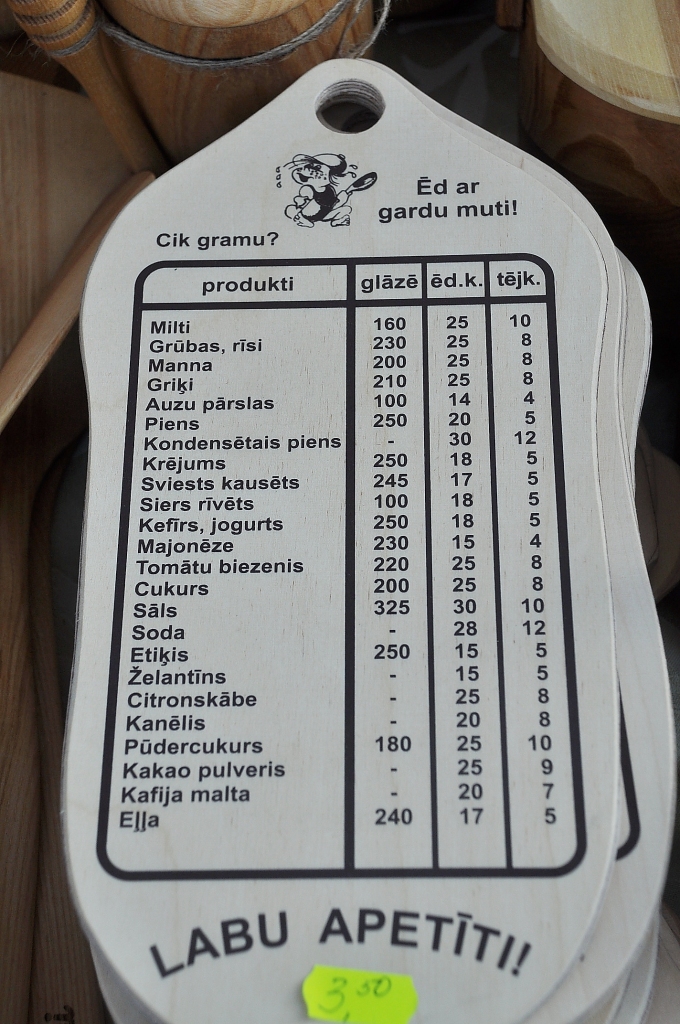 Ēd ar
gardu muti!
Cik gramu?
produkti glāzē ēd.k. tējk.
Milti 160 25 10
Grūbas, rīsi 230 25 8
Manna 200 25 8
Griķi 210 25 8
Auzu pārslas 100 14 4
Piens 250 20 5
Kondensētais piens - 30 12
Krējums 250 18 5
Sviests kausēts 245 17 5
Siers rīvēts 100 18 5
Kefīrs, jogurts 250 18 5
Majonēze 230 15 4
Tomātu biezenis 220 25 8
Cukurs 200 25 8
Sāls 325 30 10
Soda - 28 12
Etiķis 250 15 5
Želantīns - 15 5
Citronskābe - 25 8
Kanēlis - 20 8
Pūdercukurs 180 25 10
Kakao pulveris - 25 9
Kafija malta - 20 7
Eļļa 240 17 5
LABU APETĪTI!
3,50